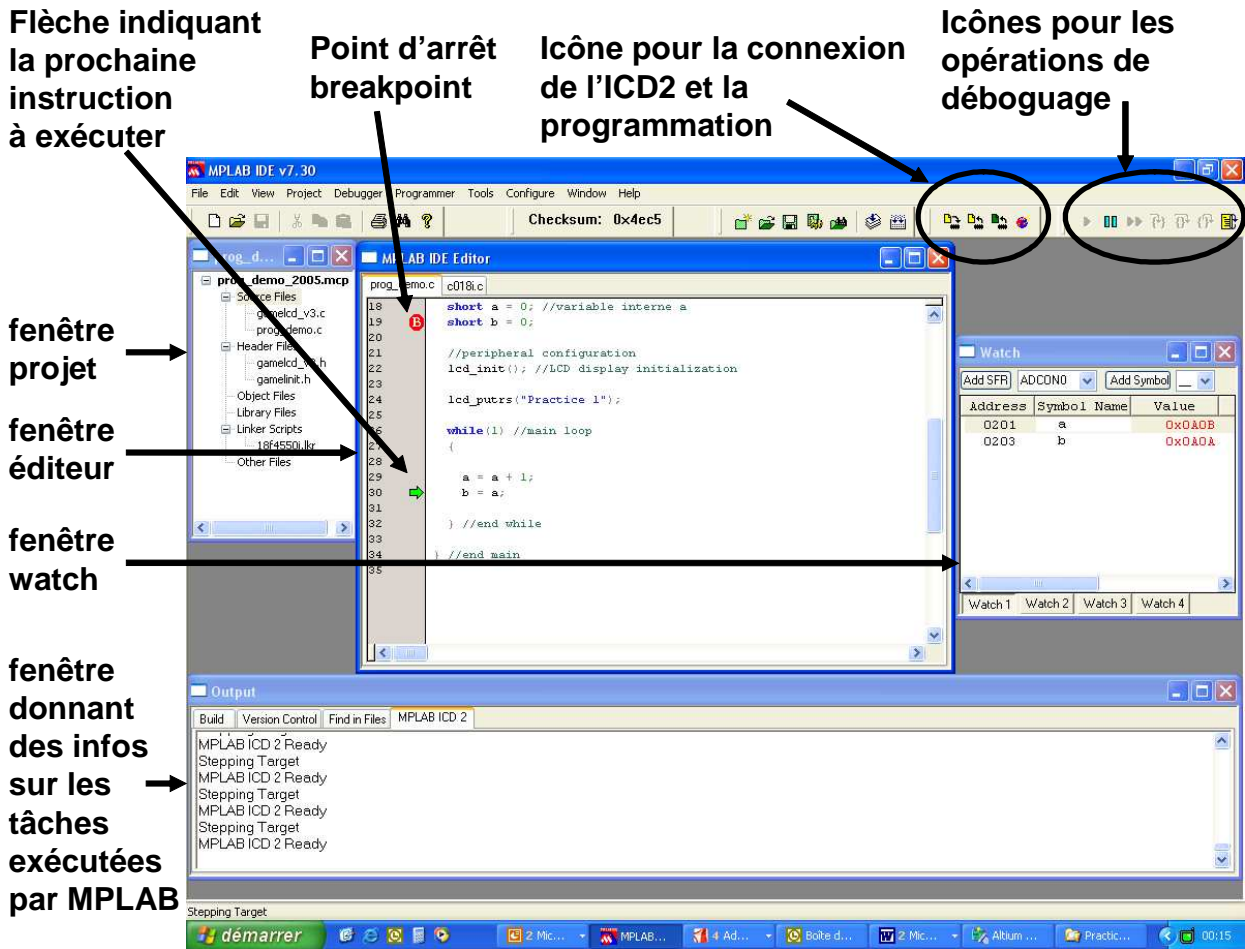 Flèche indiquant
la prochaine
instruction
à exécuter
Point d'arrêt
breakpoint
Icône pour la connexion
de l'ICD2 et la
programmation
Icônes pour les
opérations de
déboguage
fenêtre
projet
fenêtre
éditeur
fenêtre
watch
fenêtre
donnant
des infos
sur les
tâches
exécutées
par MPLAB
MPLAB IDE v7.30
File Edit View Project Debugger Programmer Tools Configure Window Help
Checksum: 0x4ec5
prog_d...
prog_demo_2005.mcp
Source Files
gamelcd_v3.c
prog_demo.c
Header Files
gamelcd_v3.h
gamelinit.h
Object Files
Library Files
Linker Scripts
18f4550i.lkr
Other Files
MPLAB IDE Editor
prog_demo.c c018i.c
18 short a = 0; //variable interne a
19 B short b = 0;
20
21 //peripheral configuration
22 lcd_init(); //LCD display initialization
23
24 lcd_putrs("Practice 1");
25
26 while(1) //main loop
27 {
28
29 a = a + 1;
30 b = a;
31
32 } //end while
33
34 } //end main
35
Watch
Add SFR ADCON0 Add Symbol __
Address Symbol Name Value
0201 a 0x0A0B
0203 b 0x0A0A
Watch 1 Watch 2 Watch 3 Watch 4
Output
Build Version Control Find in Files MPLAB ICD 2
MPLAB ICD 2 Ready
Stepping Target
MPLAB ICD 2 Ready
Stepping Target
MPLAB ICD 2 Ready
Stepping Target
MPLAB ICD 2 Ready
Stepping Target
démarrer 2 Mic... MPLAB... 4 Ad... Boîte d... 2 Mic... Altium ... Practic... 00:15